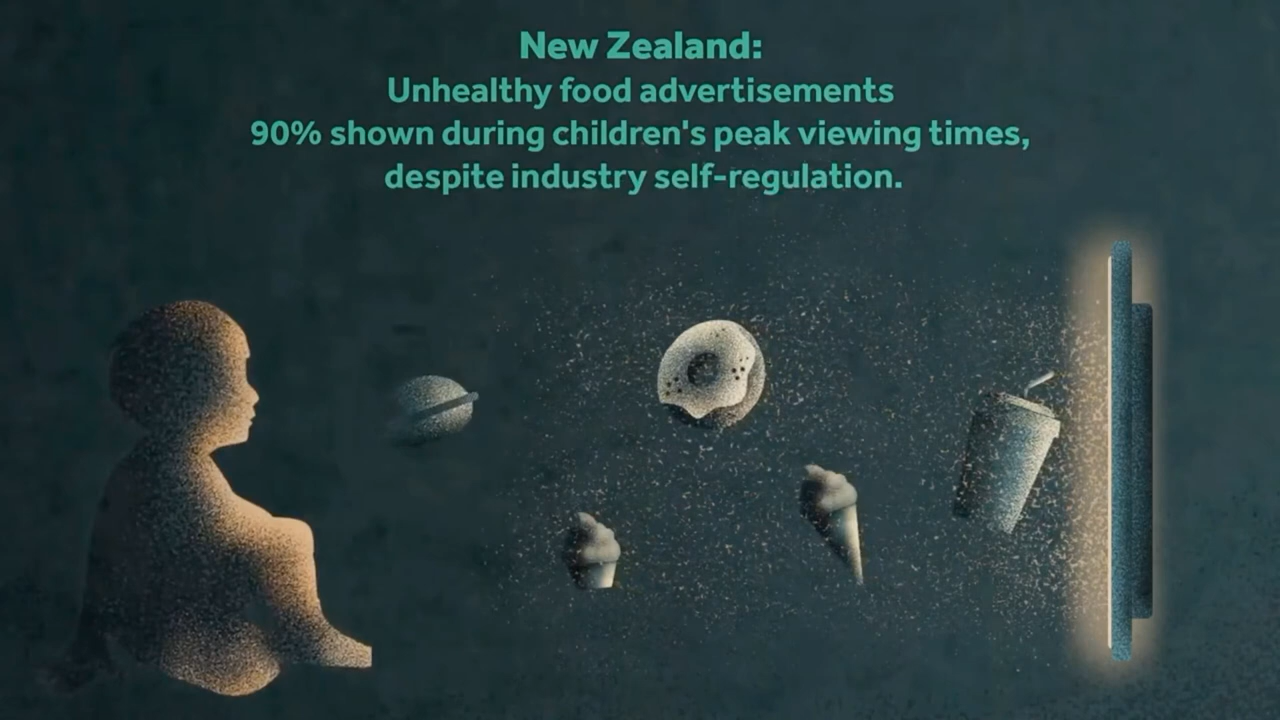 New Zealand:
Unhealthy food advertisements
90% shown during children's peak viewing times,
despite industry self-regulation.